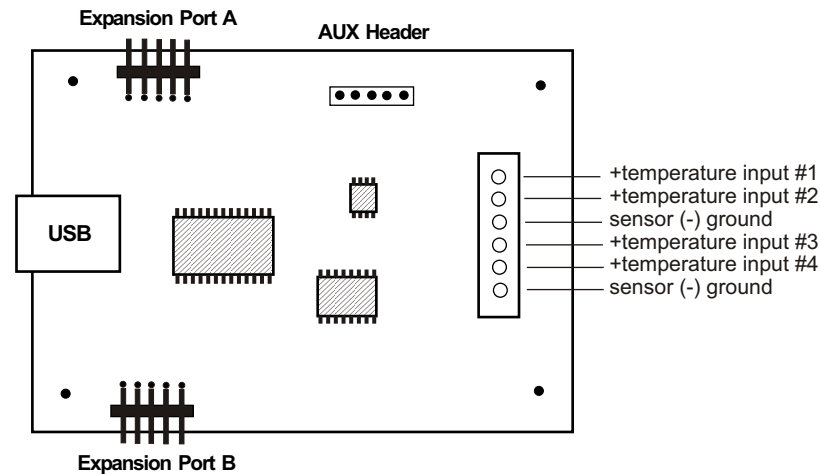 Expansion Port A
AUX Header
USB
+temperature input #1
+temperature input #2
sensor (-) ground
+temperature input #3
+temperature input #4
sensor (-) ground
Expansion Port B